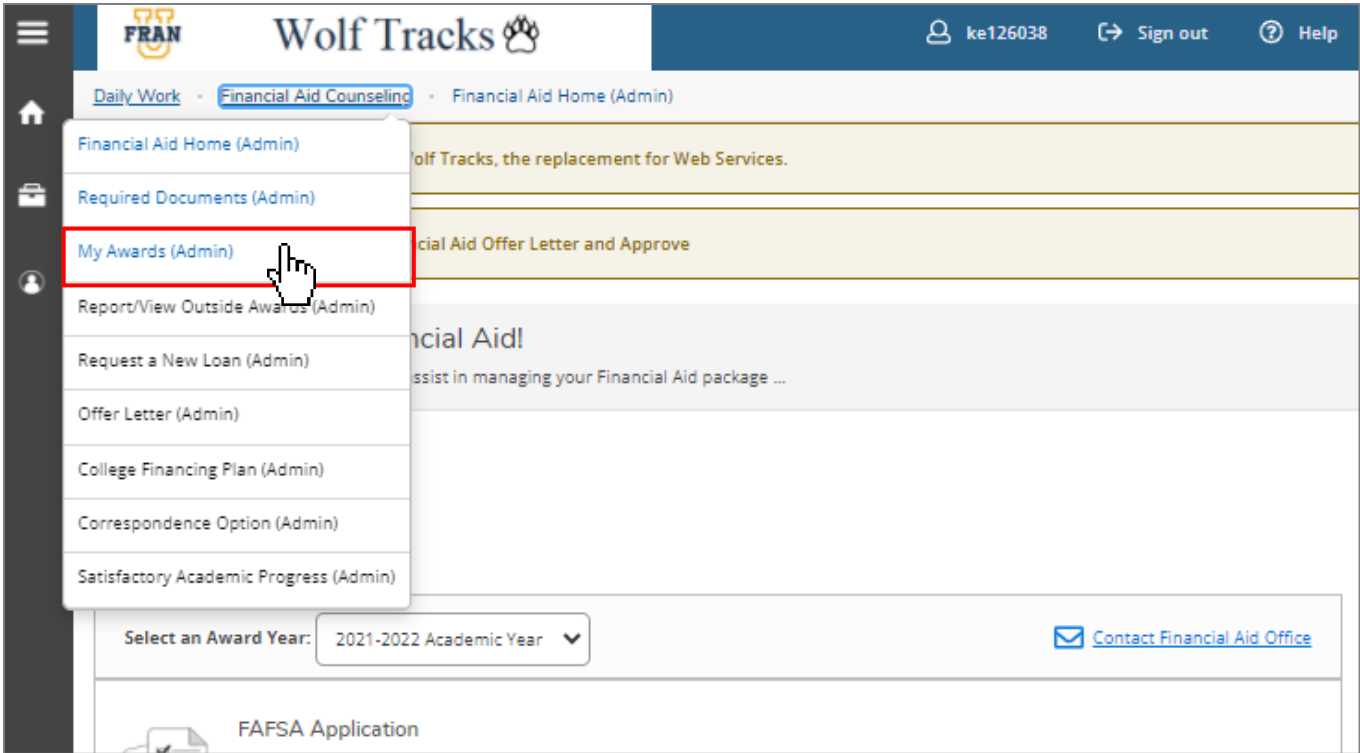 FRAN
U
Wolf Tracks
ke126038
Sign out
Help
Daily Work · Financial Aid Counseling · Financial Aid Home (Admin)
Financial Aid Home (Admin)
olf Tracks, the replacement for Web Services.
Required Documents (Admin)
My Awards (Admin)
cial Aid Offer Letter and Approve
Report/View Outside Awards (Admin)
ncial Aid!
Request a New Loan (Admin)
ssist in managing your Financial Aid package ...
Offer Letter (Admin)
College Financing Plan (Admin)
Correspondence Option (Admin)
Satisfactory Academic Progress (Admin)
Select an Award Year: 2021-2022 Academic Year
Contact Financial Aid Office
FAFSA Application